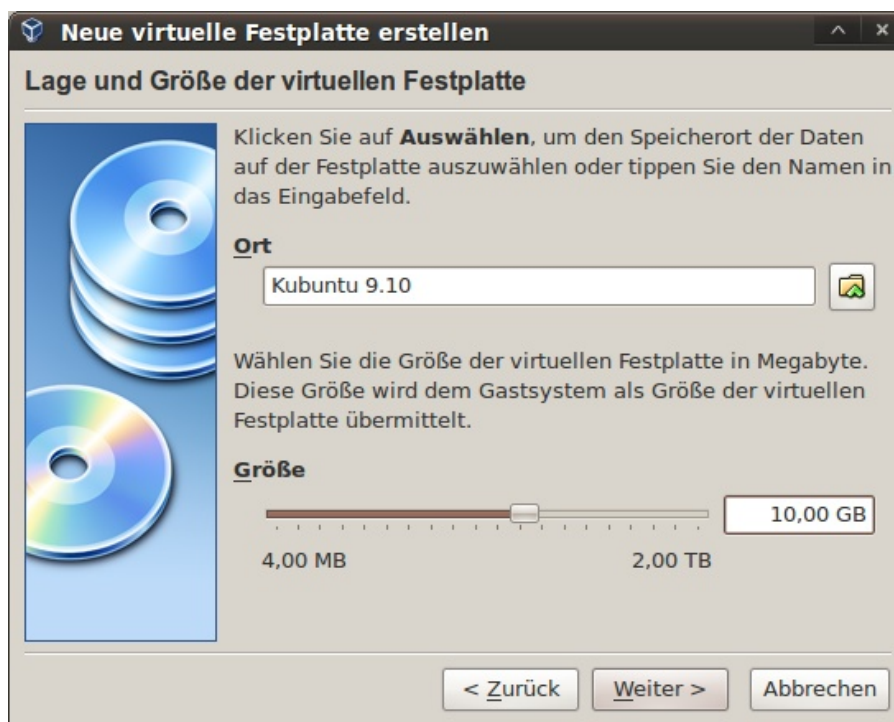 Neue virtuelle Festplatte erstellen
Lage und Größe der virtuellen Festplatte
Klicken Sie auf Auswählen, um den Speicherort der Daten
auf der Festplatte auszuwählen oder tippen Sie den Namen in
das Eingabefeld.
Ort
Kubuntu 9.10
Wählen Sie die Größe der virtuellen Festplatte in Megabyte.
Diese Größe wird dem Gastsystem als Größe der virtuellen
Festplatte übermittelt.
Größe
10,00 GB
4,00 MB 2,00 TB
< Zurück Weiter > Abbrechen